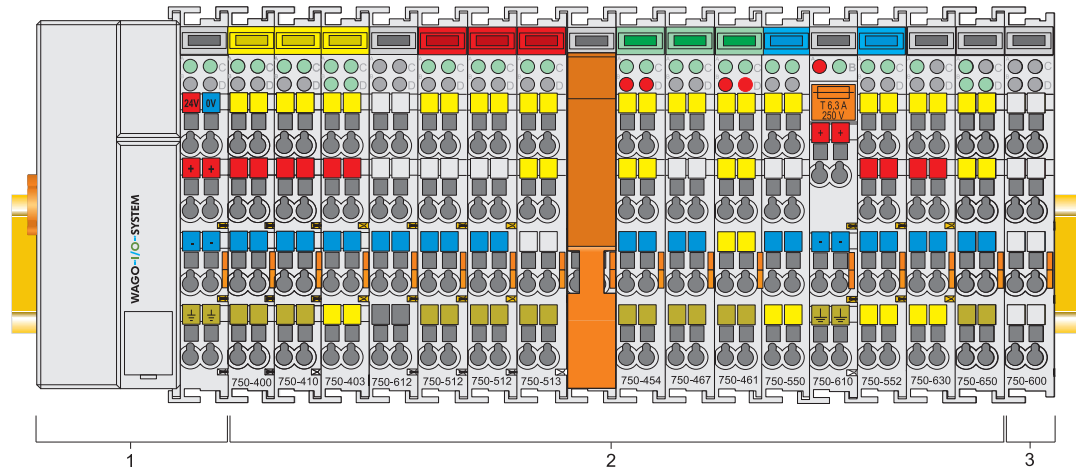 C C C C C C C C C C C B C C C C
D D D D D D D D D D D D D D D
24V 0V
T 6,3 A
250 V
+ +
+ +
- -
- -
WAGO-I/O-SYSTEM
750-400 750-410 750-403 750-612 750-512 750-512 750-513 750-454 750-467 750-461 750-550 750-610 750-552 750-630 750-650 750-600
1 2 3